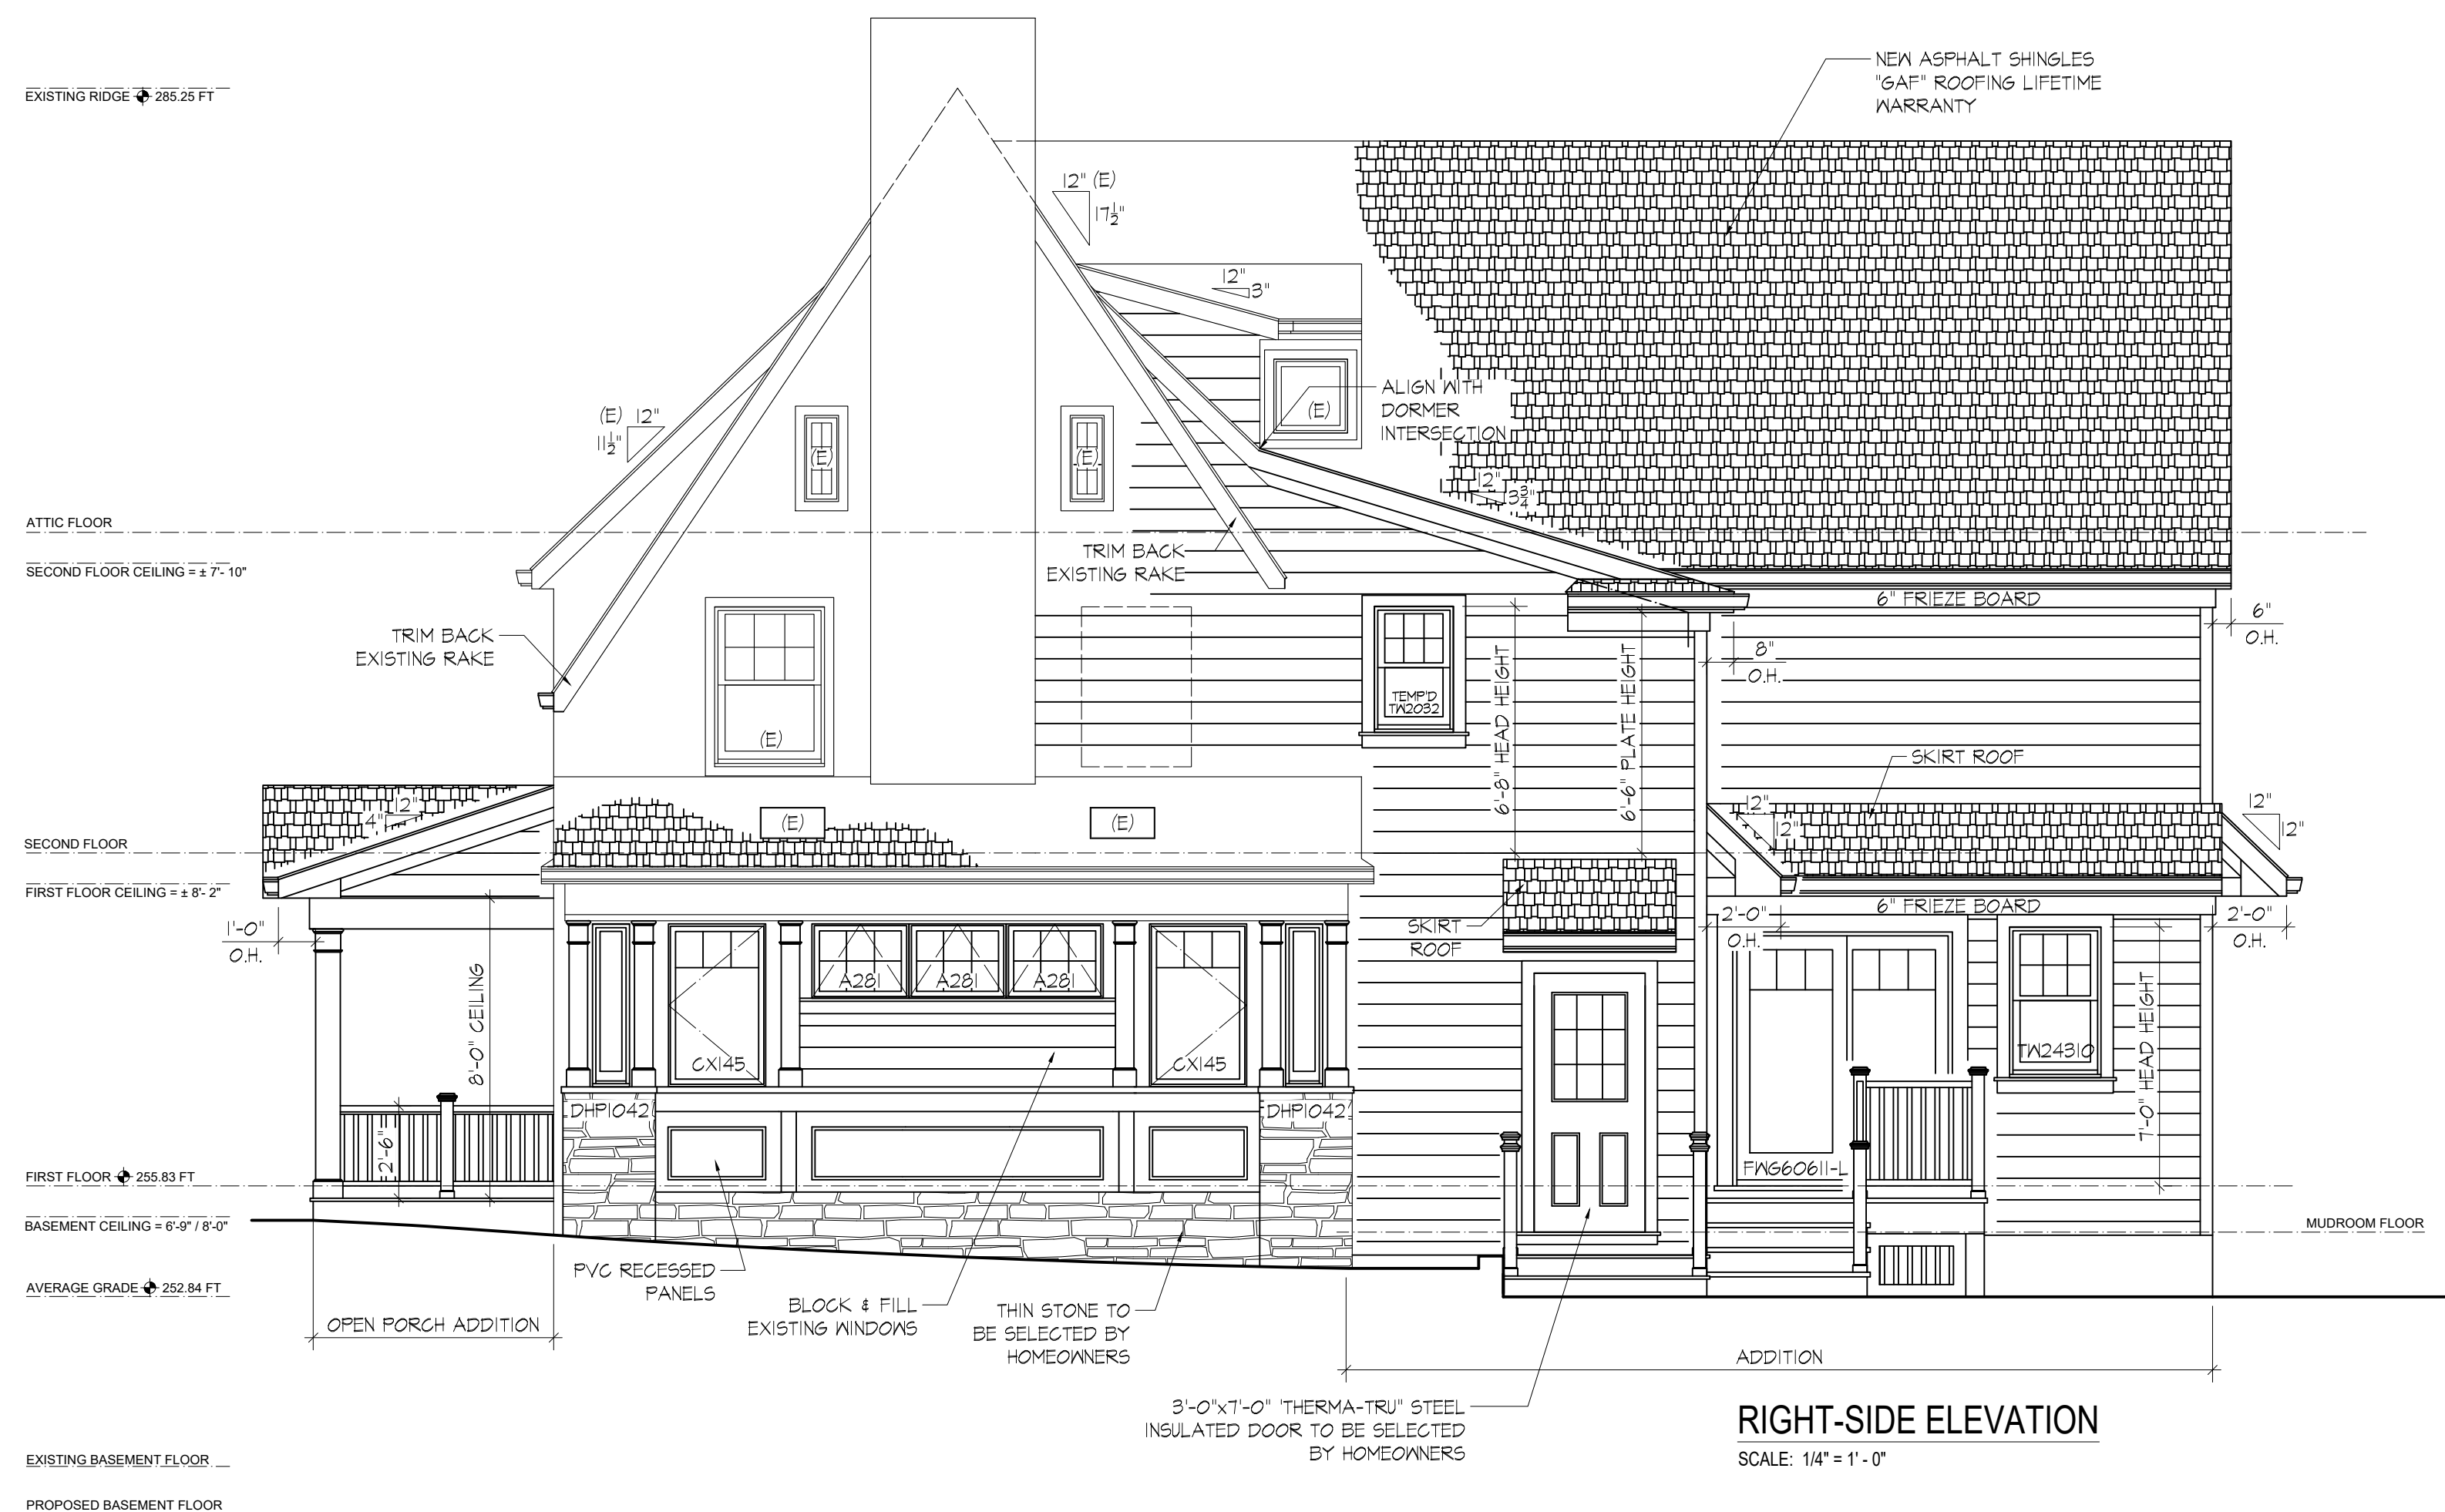 NEW ASPHALT SHINGLES
"GAF" ROOFING LIFETIME
WARRANTY
EXISTING RIDGE 285.25 FT
12" (E)
17½"
12"
3"
ALIGN WITH
DORMER
INTERSECTION
(E)
(E) 12"
11½"
(E)
(E)
12"
3¾"
ATTIC FLOOR
SECOND FLOOR CEILING = ± 7'- 10"
TRIM BACK
EXISTING RAKE
6" FRIEZE BOARD
6"
O.H.
TRIM BACK
EXISTING RAKE
8"
O.H.
TEMP'D
TW2032
6'-8" HEAD HEIGHT
6'-6" PLATE HEIGHT
(E)
SKIRT ROOF
12"
4"
(E)
(E)
12"
12"
12"
12"
SECOND FLOOR
FIRST FLOOR CEILING = ± 8'- 2"
1'-0"
O.H.
SKIRT
ROOF
2'-0"
O.H.
6" FRIEZE BOARD
2'-0"
O.H.
8'-0" CEILING
A281
A281
A281
CX145
CX145
TW24310
7'-0" HEAD HEIGHT
DHP1042
DHP1042
2'-6"
FWG60611-L
FIRST FLOOR 255.83 FT
BASEMENT CEILING = 6'-9" / 8'-0"
MUDROOM FLOOR
PVC RECESSED
PANELS
AVERAGE GRADE 252.84 FT
BLOCK & FILL
EXISTING WINDOWS
THIN STONE TO
BE SELECTED BY
HOMEOWNERS
OPEN PORCH ADDITION
ADDITION
3'-0"x7'-0" 'THERMA-TRU" STEEL
INSULATED DOOR TO BE SELECTED
BY HOMEOWNERS
RIGHT-SIDE ELEVATION
SCALE: 1/4" = 1' - 0"
EXISTING BASEMENT FLOOR
PROPOSED BASEMENT FLOOR